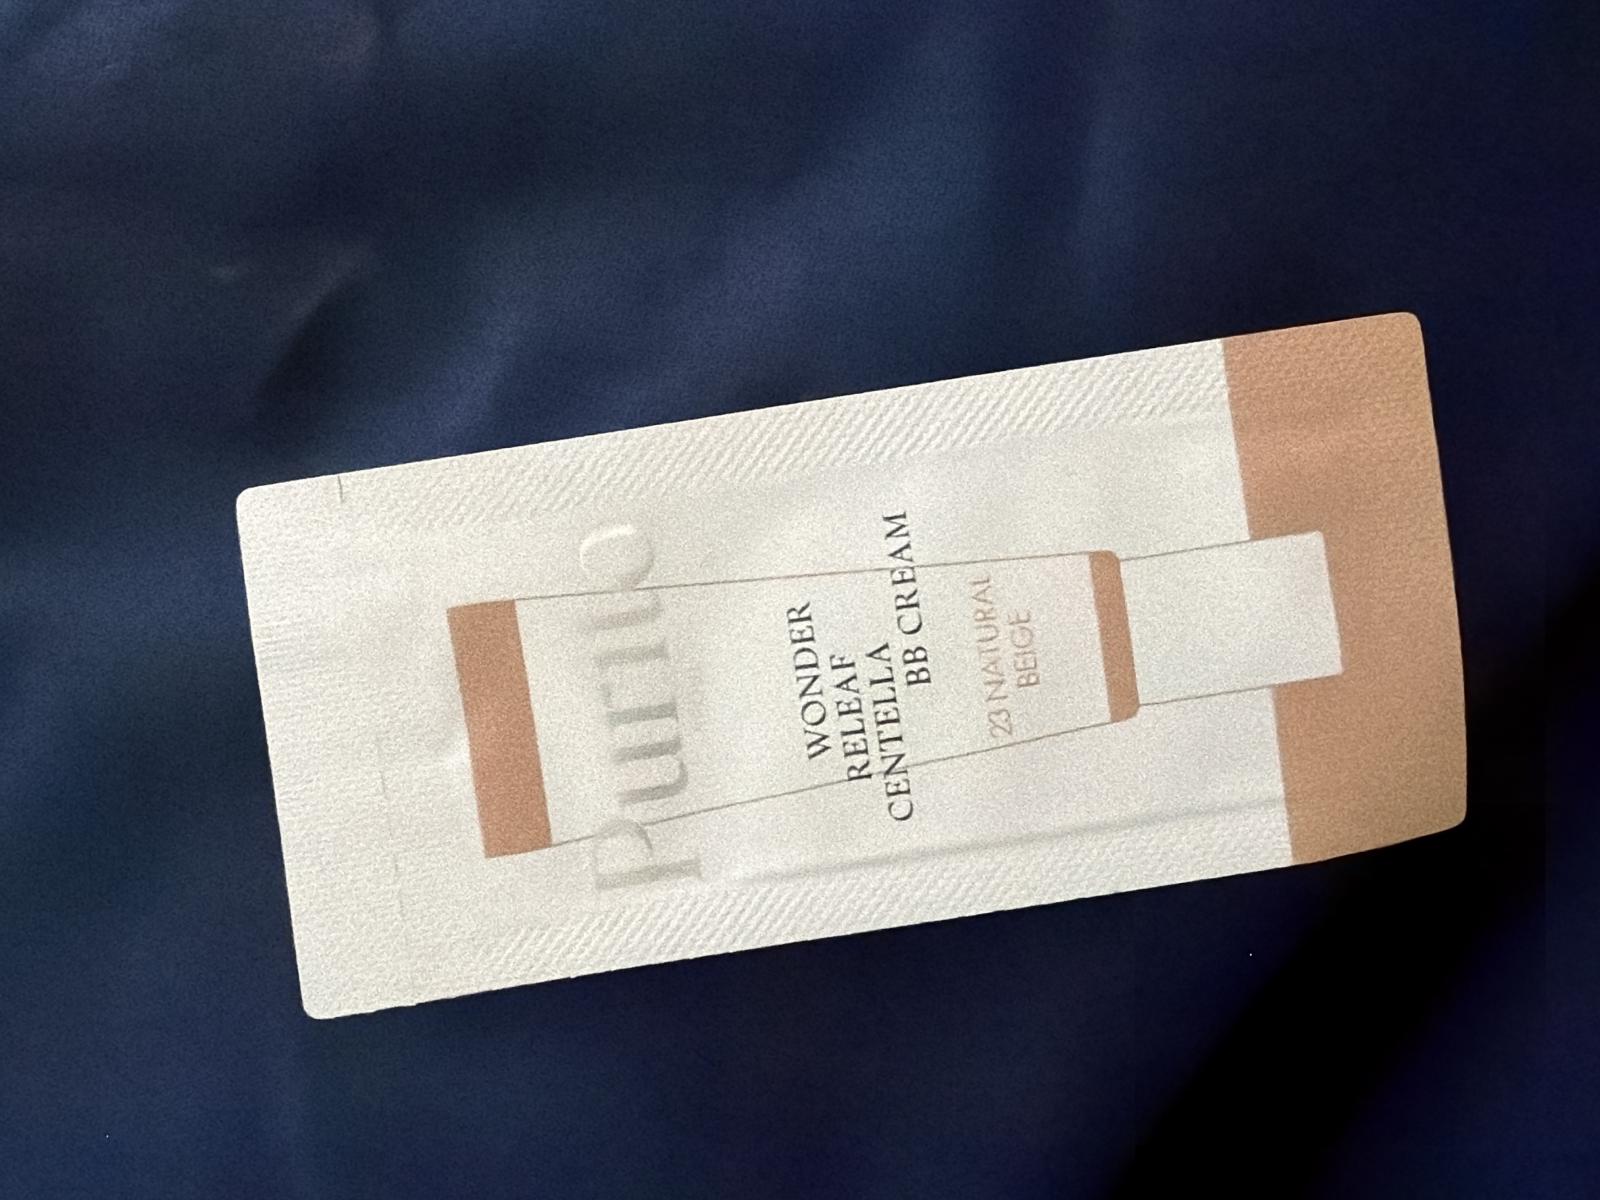 Purito
WONDER
RELEAF
CENTELLA
BB CREAM
23 NATURAL
BEIGE